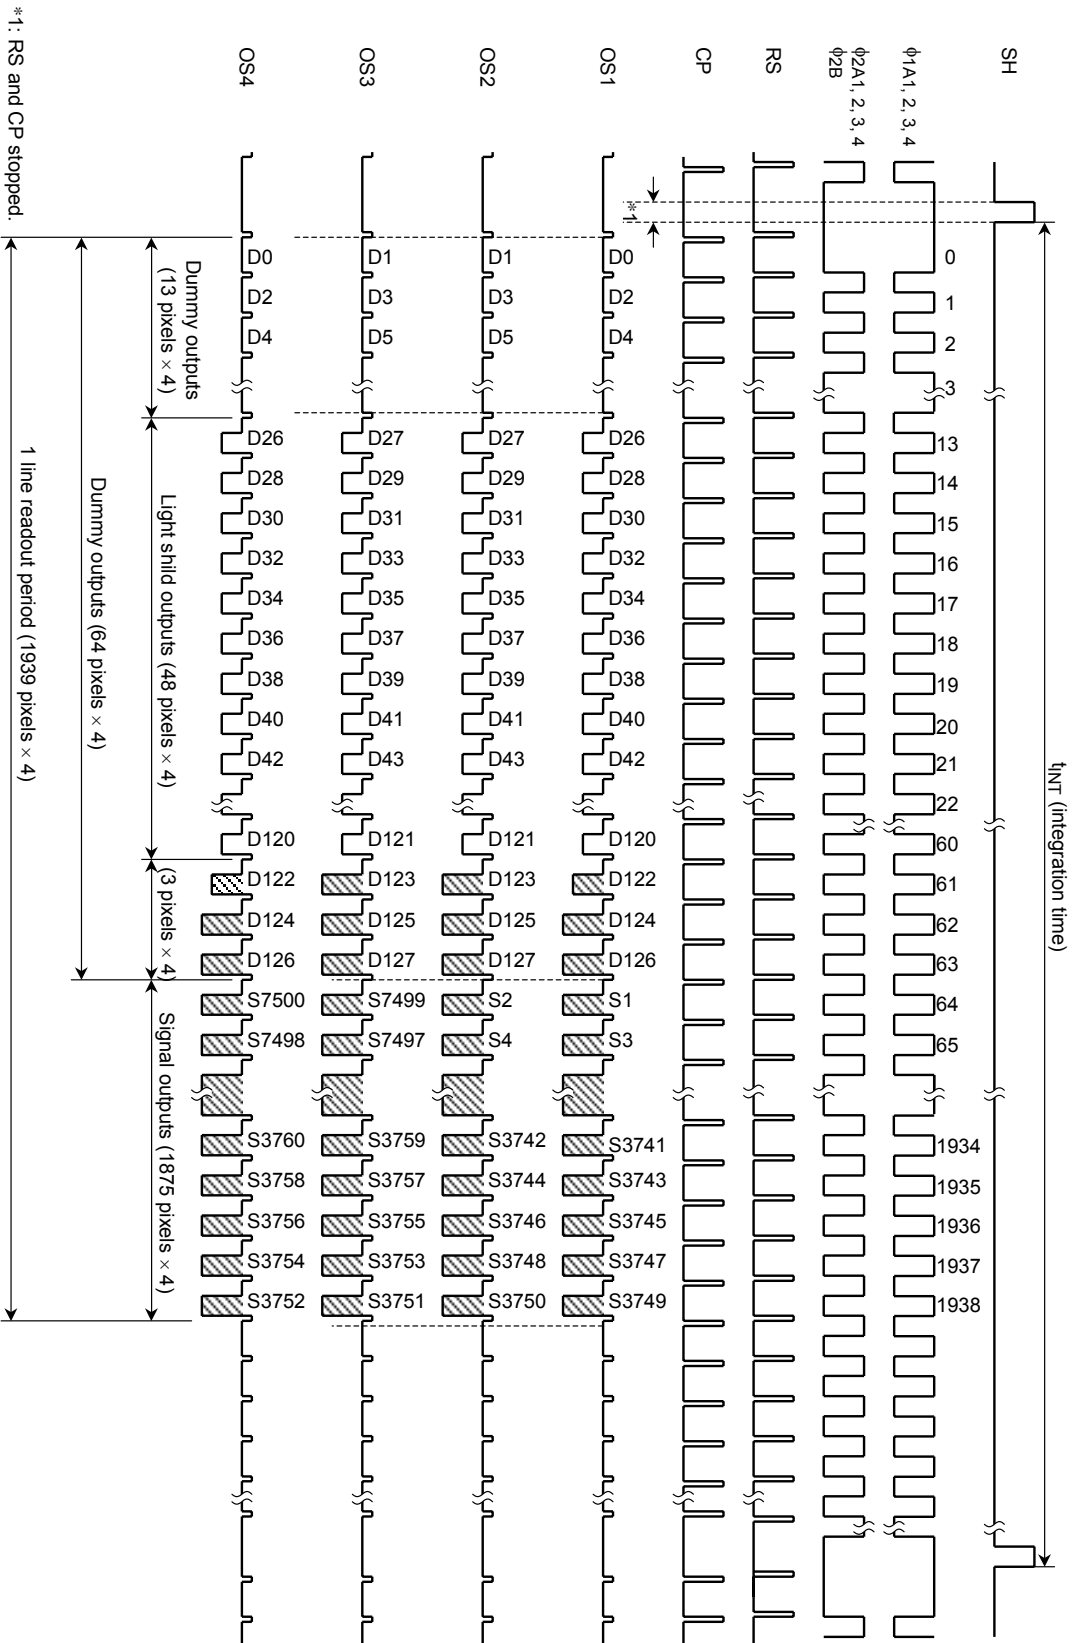 tINT (integration time)
SH
φ1A1, 2, 3, 4
0 1 2 3 13 14 15 16 17 18 19 20 21 22 60 61 62 63 64 65 1934 1935 1936 1937 1938
φ2A1, 2, 3, 4
φ2B
RS
CP
*1
OS1
D0 D2 D4 D26 D28 D30 D32 D34 D36 D38 D40 D42 D120 D122 D124 D126 S1 S3 S3741 S3743 S3745 S3747 S3749
OS2
D1 D3 D5 D27 D29 D31 D33 D35 D37 D39 D41 D43 D121 D123 D125 D127 S2 S4 S3742 S3744 S3746 S3748 S3750
OS3
D1 D3 D5 D27 D29 D31 D33 D35 D37 D39 D41 D43 D121 D123 D125 D127 S7499 S7497 S3759 S3757 S3755 S3753 S3751
OS4
D0 D2 D4 D26 D28 D30 D32 D34 D36 D38 D40 D42 D120 D122 D124 D126 S7500 S7498 S3760 S3758 S3756 S3754 S3752
Dummy outputs
(13 pixels × 4)
Light shild outputs (48 pixels × 4)
(3 pixels × 4)
Signal outputs (1875 pixels × 4)
Dummy outputs (64 pixels × 4)
1 line readout period (1939 pixels × 4)
*1: RS and CP stopped.